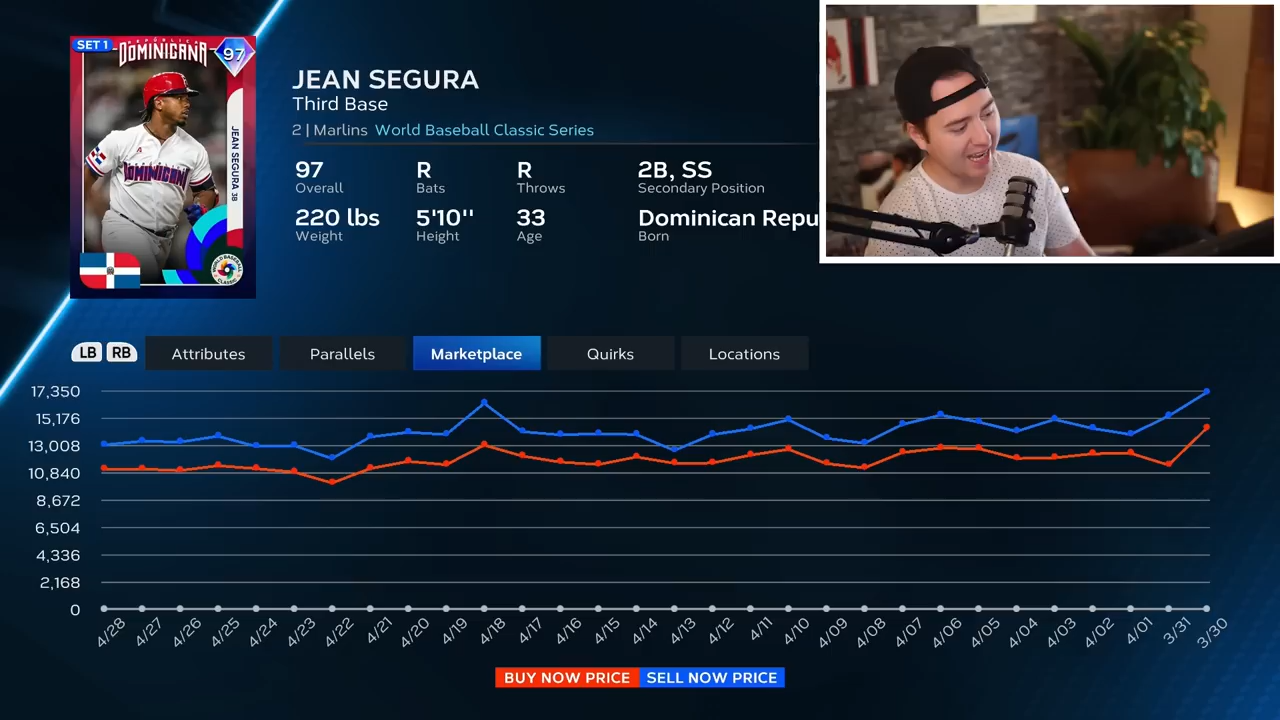 SET 1
REPÚBLICA
DOMINICANA
97
DOMINICANA
JEAN SEGURA 3B
WORLD BASEBALL CLASSIC
JEAN SEGURA
Third Base
2 | Marlins World Baseball Classic Series
97 R R 2B, SS
Overall Bats Throws Secondary Position
220 lbs 5'10'' 33 Dominican Repu
Weight Height Age Born
LB RB Attributes Parallels Marketplace Quirks Locations
17,350
15,176
13,008
10,840
8,672
6,504
4,336
2,168
0
4/28 4/27 4/26 4/25 4/24 4/23 4/22 4/21 4/20 4/19 4/18 4/17 4/16 4/15 4/14 4/13 4/12 4/11 4/10 4/09 4/08 4/07 4/06 4/05 4/04 4/03 4/02 4/01 3/31 3/30
BUY NOW PRICE SELL NOW PRICE